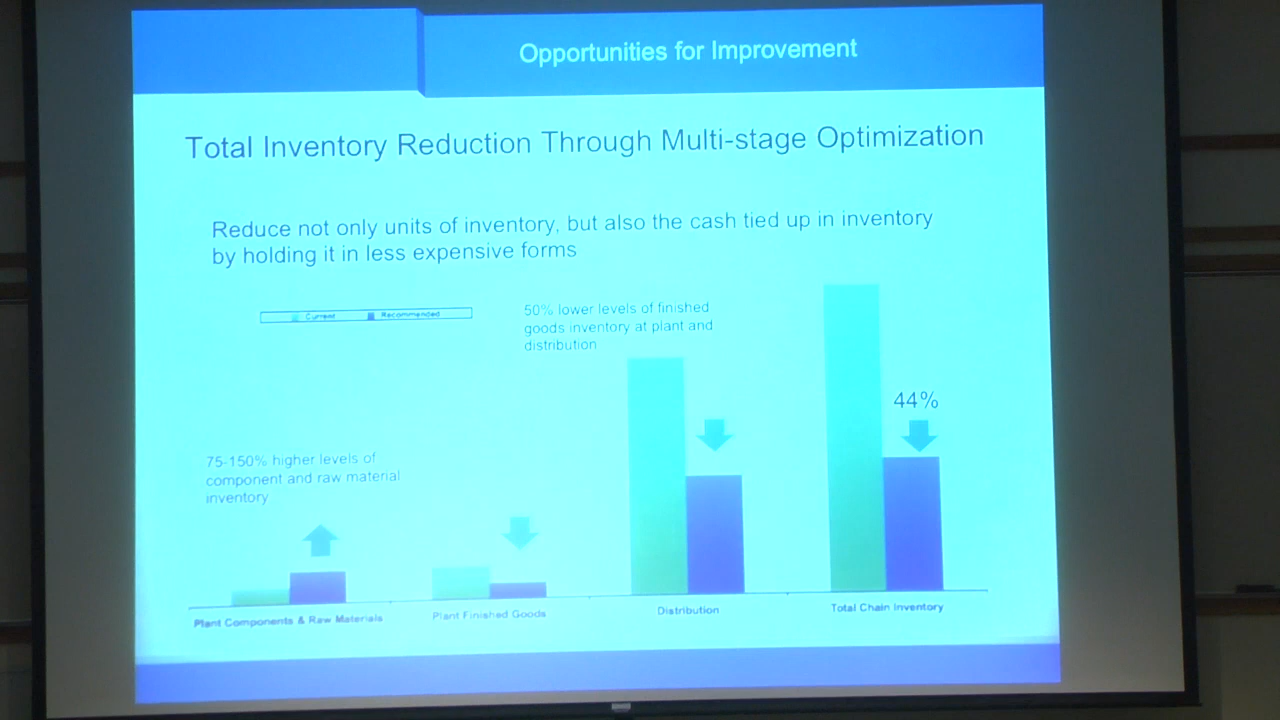 Opportunities for Improvement
Total Inventory Reduction Through Multi-stage Optimization
Reduce not only units of inventory, but also the cash tied up in inventory
by holding it in less expensive forms
Current Recommended
50% lower levels of finished
goods inventory at plant and
distribution
44%
75-150% higher levels of
component and raw material
inventory
Plant Components & Raw Materials
Plant Finished Goods
Distribution
Total Chain Inventory